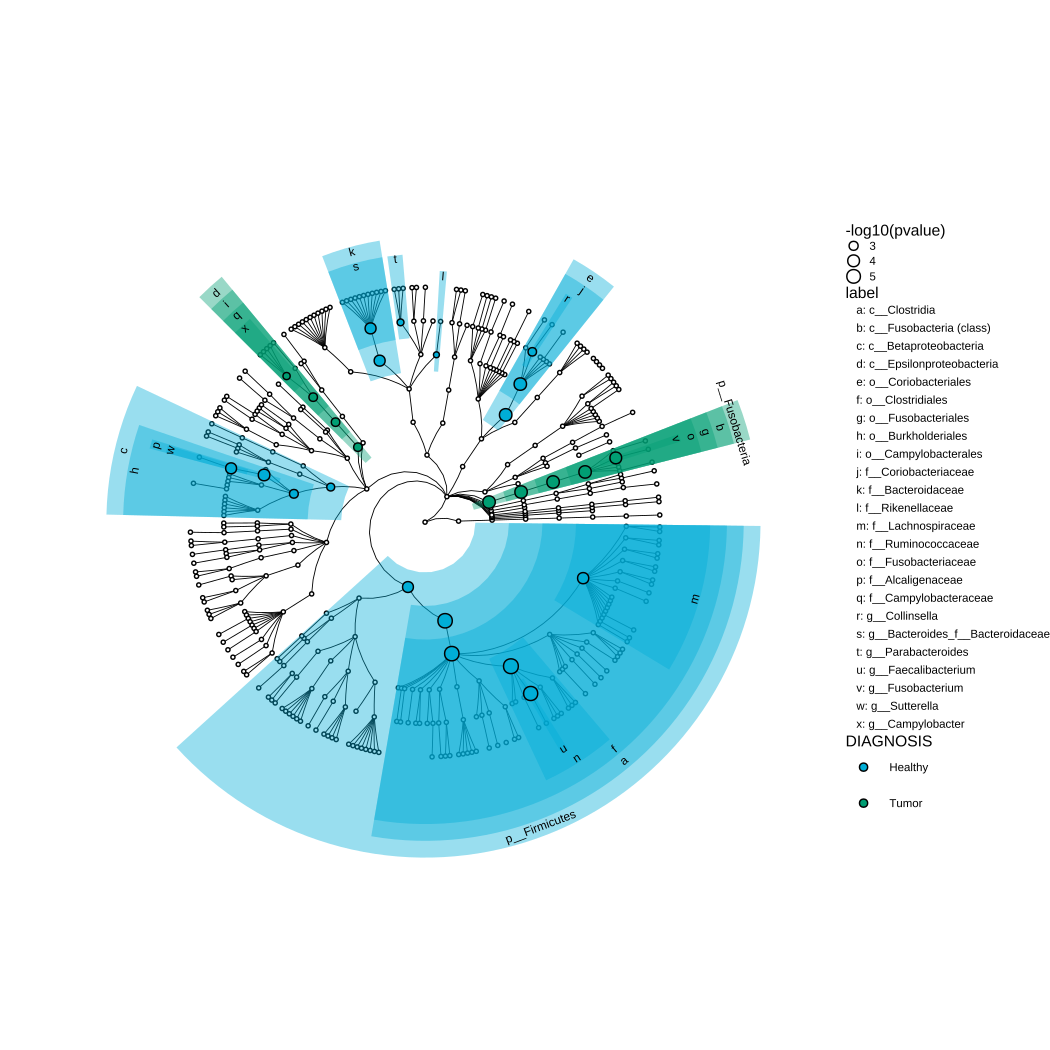 k
s
t
l
e
j
r
d
i
q
x
p__Fusobacteria
b
g
o
v
c
h
p
w
m
u
n
f
a
p__Firmicutes
-log10(pvalue)
3
4
5
label
a: c__Clostridia
b: c__Fusobacteria (class)
c: c__Betaproteobacteria
d: c__Epsilonproteobacteria
e: o__Coriobacteriales
f: o__Clostridiales
g: o__Fusobacteriales
h: o__Burkholderiales
i: o__Campylobacterales
j: f__Coriobacteriaceae
k: f__Bacteroidaceae
l: f__Rikenellaceae
m: f__Lachnospiraceae
n: f__Ruminococcaceae
o: f__Fusobacteriaceae
p: f__Alcaligenaceae
q: f__Campylobacteraceae
r: g__Collinsella
s: g__Bacteroides_f__Bacteroidaceae
t: g__Parabacteroides
u: g__Faecalibacterium
v: g__Fusobacterium
w: g__Sutterella
x: g__Campylobacter
DIAGNOSIS
Healthy
Tumor